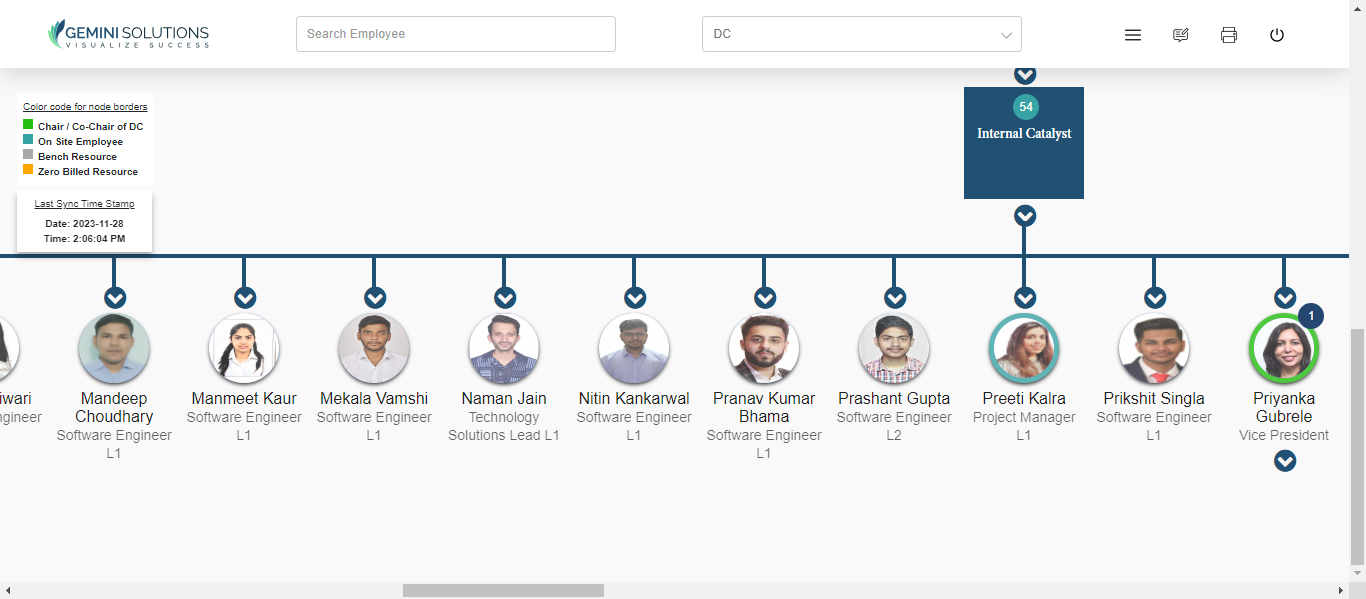 GEMINI SOLUTIONS
VISUALIZE SUCCESS
Search Employee
DC
Color code for node borders
Chair / Co-Chair of DC
On Site Employee
Bench Resource
Zero Billed Resource
Last Sync Time Stamp
Date: 2023-11-28
Time: 2:06:04 PM
54
Internal Catalyst
iwari
ngineer
Mandeep
Choudhary
Software Engineer
L1
Manmeet Kaur
Software Engineer
L1
Mekala Vamshi
Software Engineer
L1
Naman Jain
Technology
Solutions Lead L1
Nitin Kankarwal
Software Engineer
L1
Pranav Kumar
Bhama
Software Engineer
L1
Prashant Gupta
Software Engineer
L2
Preeti Kalra
Project Manager
L1
Prikshit Singla
Software Engineer
L1
1
Priyanka
Gubrele
Vice President